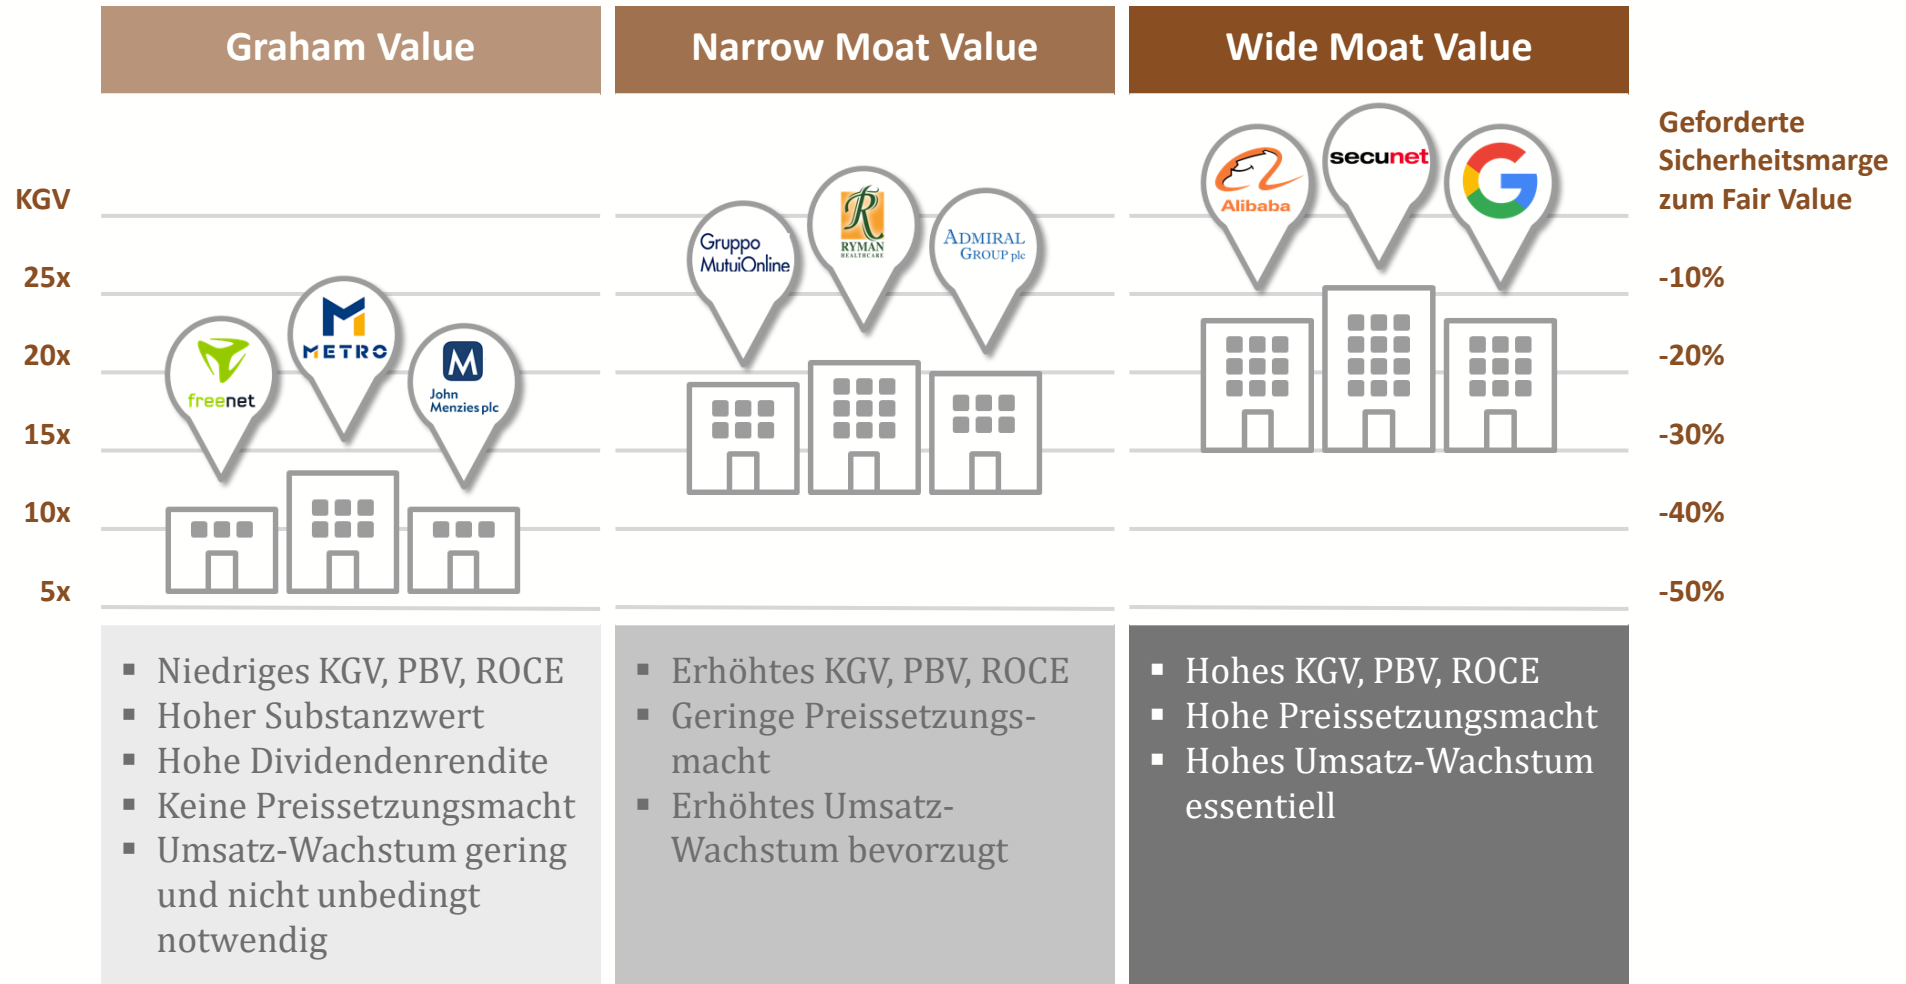 Graham Value
Narrow Moat Value
Wide Moat Value
KGV
25x
20x
15x
10x
5x
freenet
METRO
John
Menzies plc
Gruppo
MutuiOnline
RYMAN
HEALTHCARE
ADMIRAL
GROUP plc
Alibaba
secunet
G
Geforderte
Sicherheitsmarge
zum Fair Value
-10%
-20%
-30%
-40%
-50%
▪ Niedriges KGV, PBV, ROCE
▪ Hoher Substanzwert
▪ Hohe Dividendenrendite
▪ Keine Preissetzungsmacht
▪ Umsatz-Wachstum gering
und nicht unbedingt
notwendig
▪ Erhöhtes KGV, PBV, ROCE
▪ Geringe Preissetzungs-
macht
▪ Erhöhtes Umsatz-
Wachstum bevorzugt
▪ Hohes KGV, PBV, ROCE
▪ Hohe Preissetzungsmacht
▪ Hohes Umsatz-Wachstum
essentiell